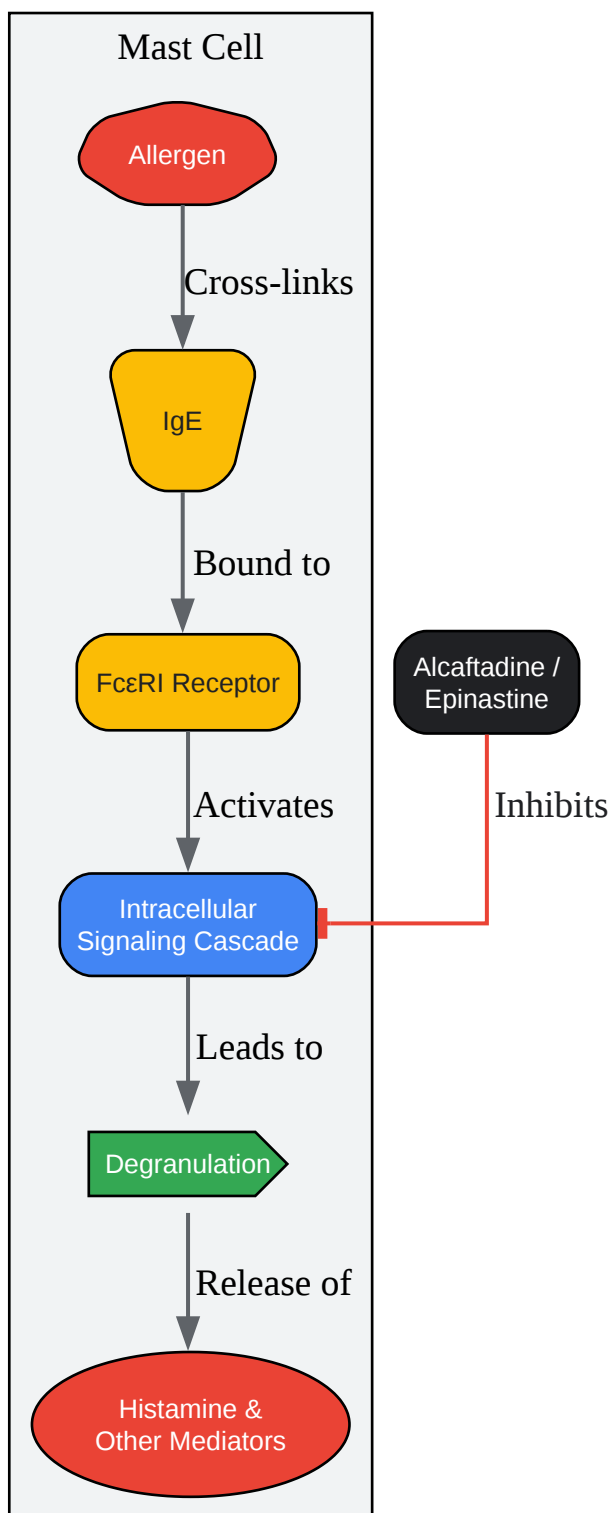 Mast Cell
Allergen
Cross-links
IgE
Bound to
FcεRI Receptor
Alcaftadine /
Epinastine
Activates
Inhibits
Intracellular
Signaling Cascade
Leads to
Degranulation
Release of
Histamine &
Other Mediators